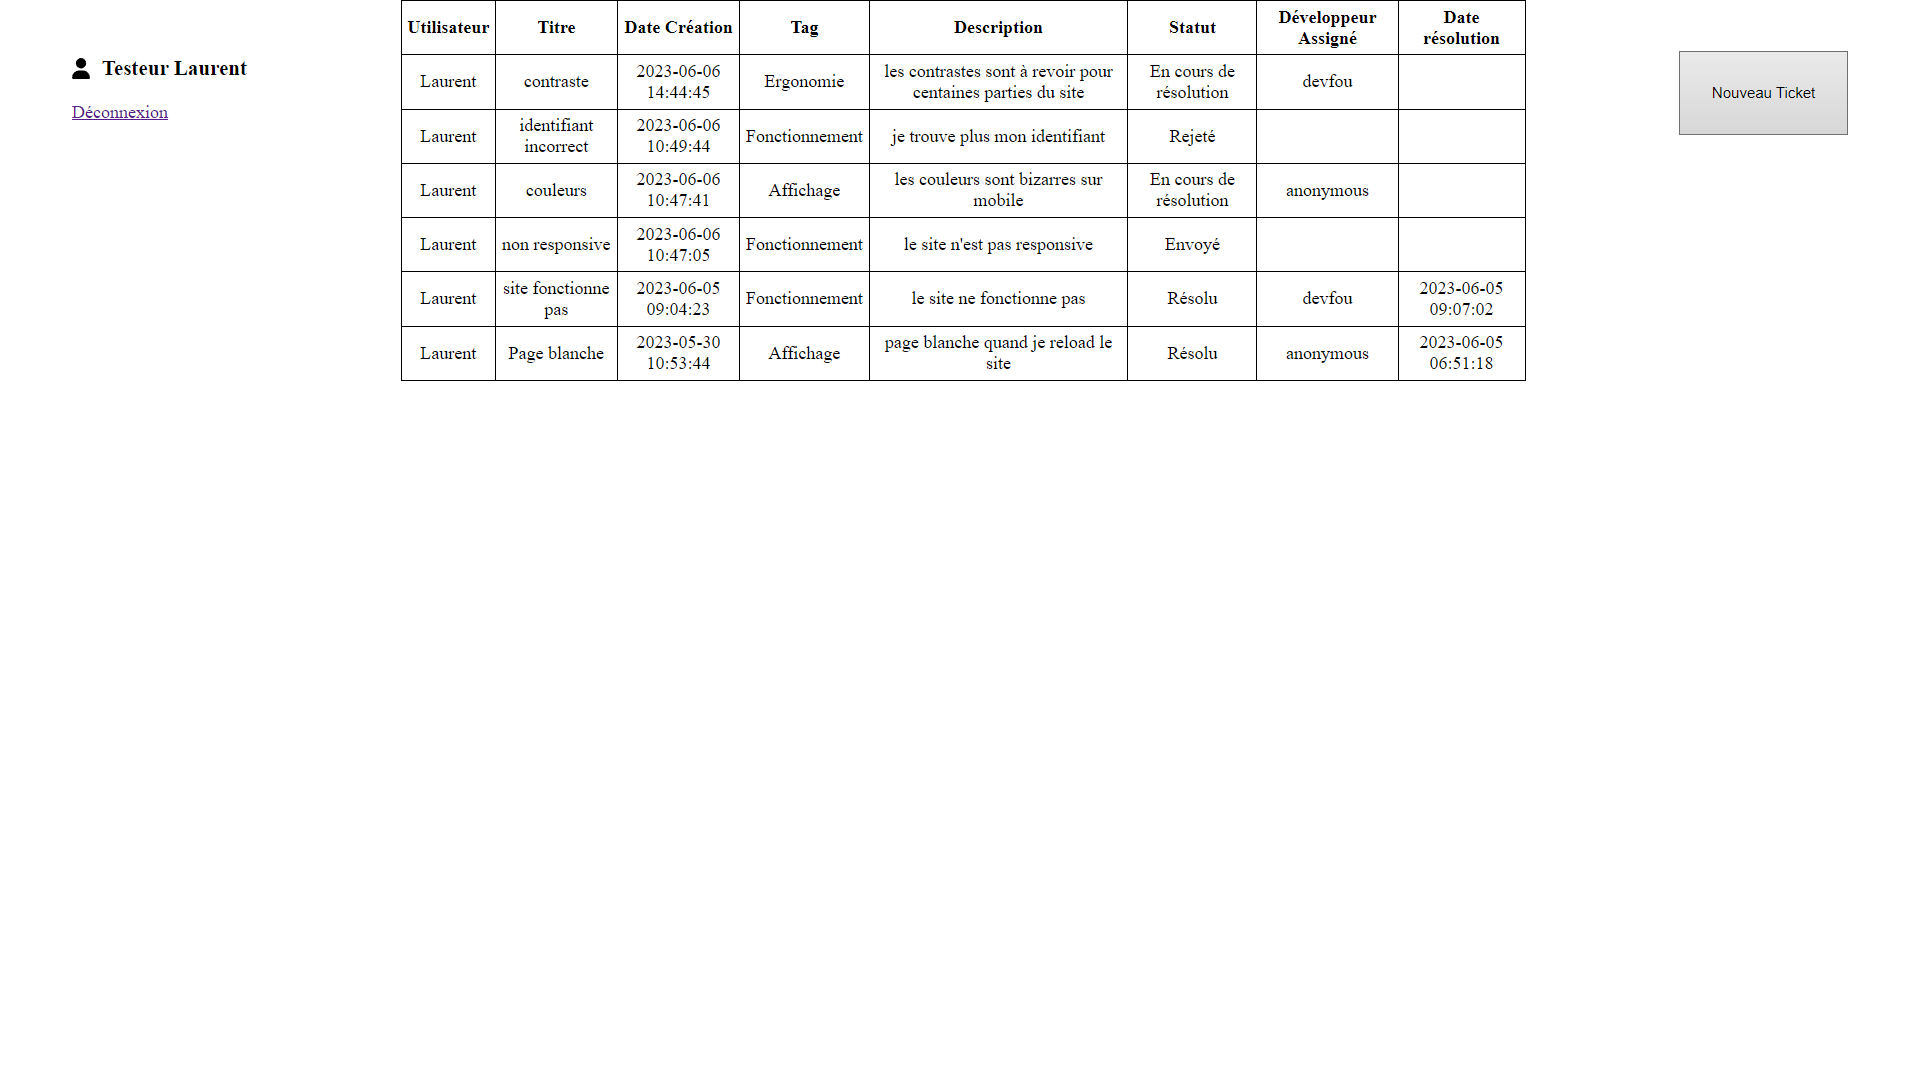 Testeur Laurent
Déconnexion
Utilisateur Titre Date Création Tag Description Statut Développeur Assigné Date résolution
Laurent contraste 2023-06-06 14:44:45 Ergonomie les contrastes sont à revoir pour centaines parties du site En cours de résolution devfou
Laurent identifiant incorrect 2023-06-06 10:49:44 Fonctionnement je trouve plus mon identifiant Rejeté
Laurent couleurs 2023-06-06 10:47:41 Affichage les couleurs sont bizarres sur mobile En cours de résolution anonymous
Laurent non responsive 2023-06-06 10:47:05 Fonctionnement le site n'est pas responsive Envoyé
Laurent site fonctionne pas 2023-06-05 09:04:23 Fonctionnement le site ne fonctionne pas Résolu devfou 2023-06-05 09:07:02
Laurent Page blanche 2023-05-30 10:53:44 Affichage page blanche quand je reload le site Résolu anonymous 2023-06-05 06:51:18
Nouveau Ticket